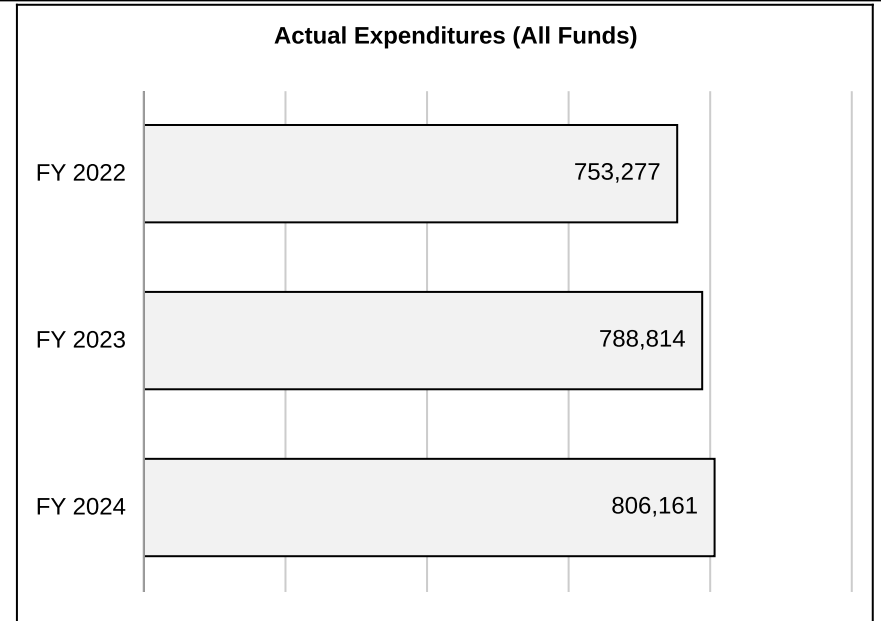 Actual Expenditures (All Funds)
FY 2022 753,277
FY 2023 788,814
FY 2024 806,161